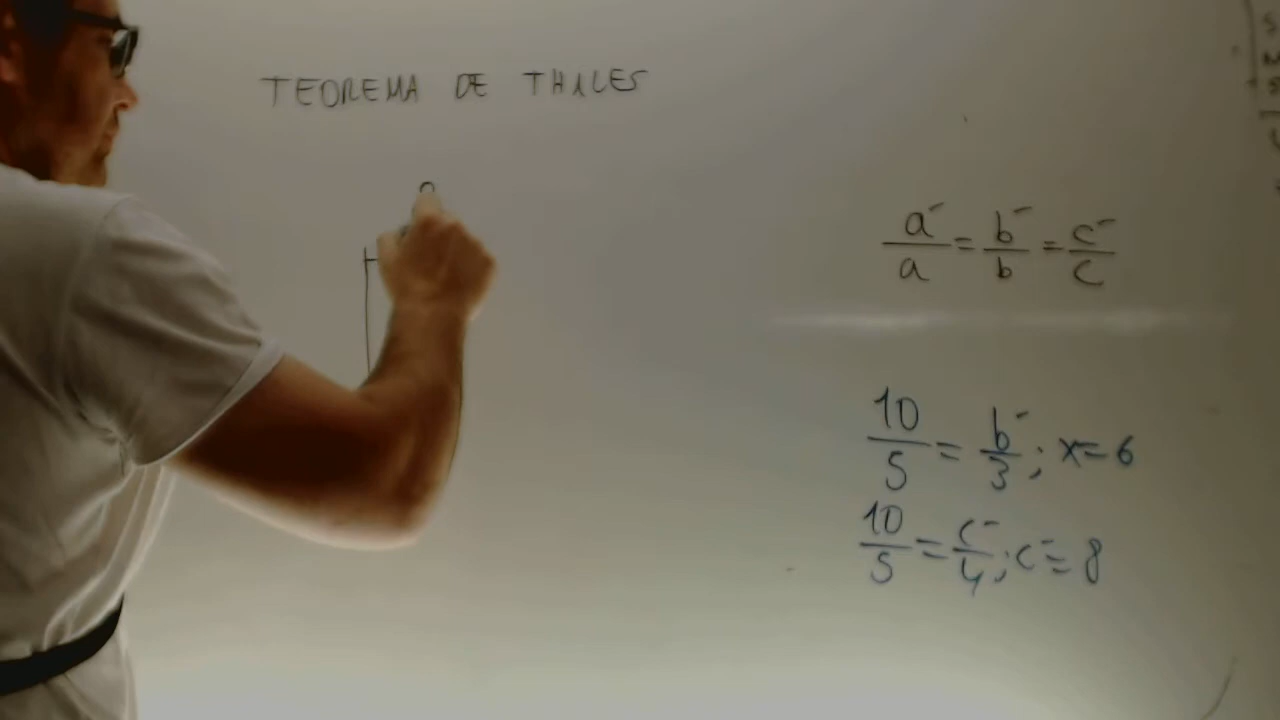 TEOREMA DE THALES
a´/a = b´/b = c´/c
10/5 = b´/3 ; x=6
10/5 = c´/4 ; c´= 8